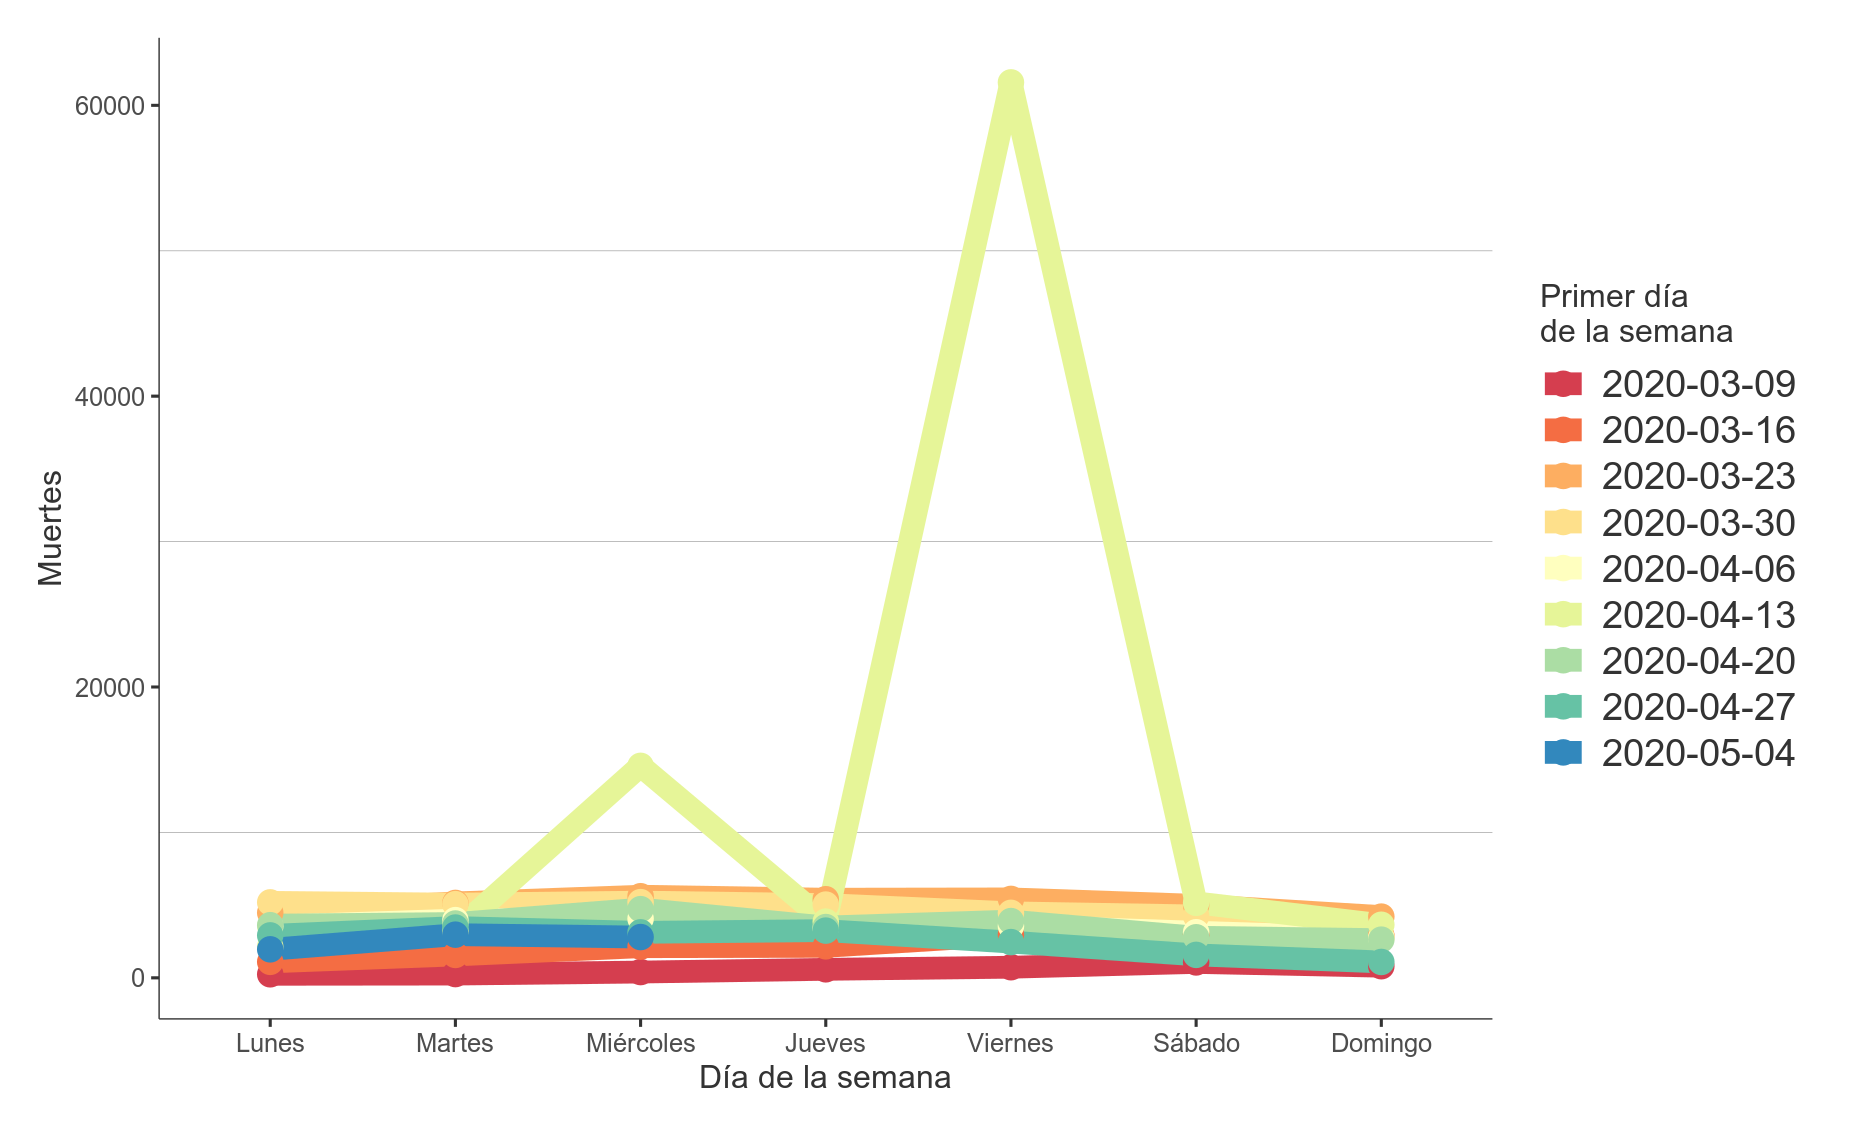 60000
40000
20000
0
Muertes
Lunes
Martes
Miércoles
Jueves
Viernes
Sábado
Domingo
Día de la semana
Primer día
de la semana
2020-03-09
2020-03-16
2020-03-23
2020-03-30
2020-04-06
2020-04-13
2020-04-20
2020-04-27
2020-05-04